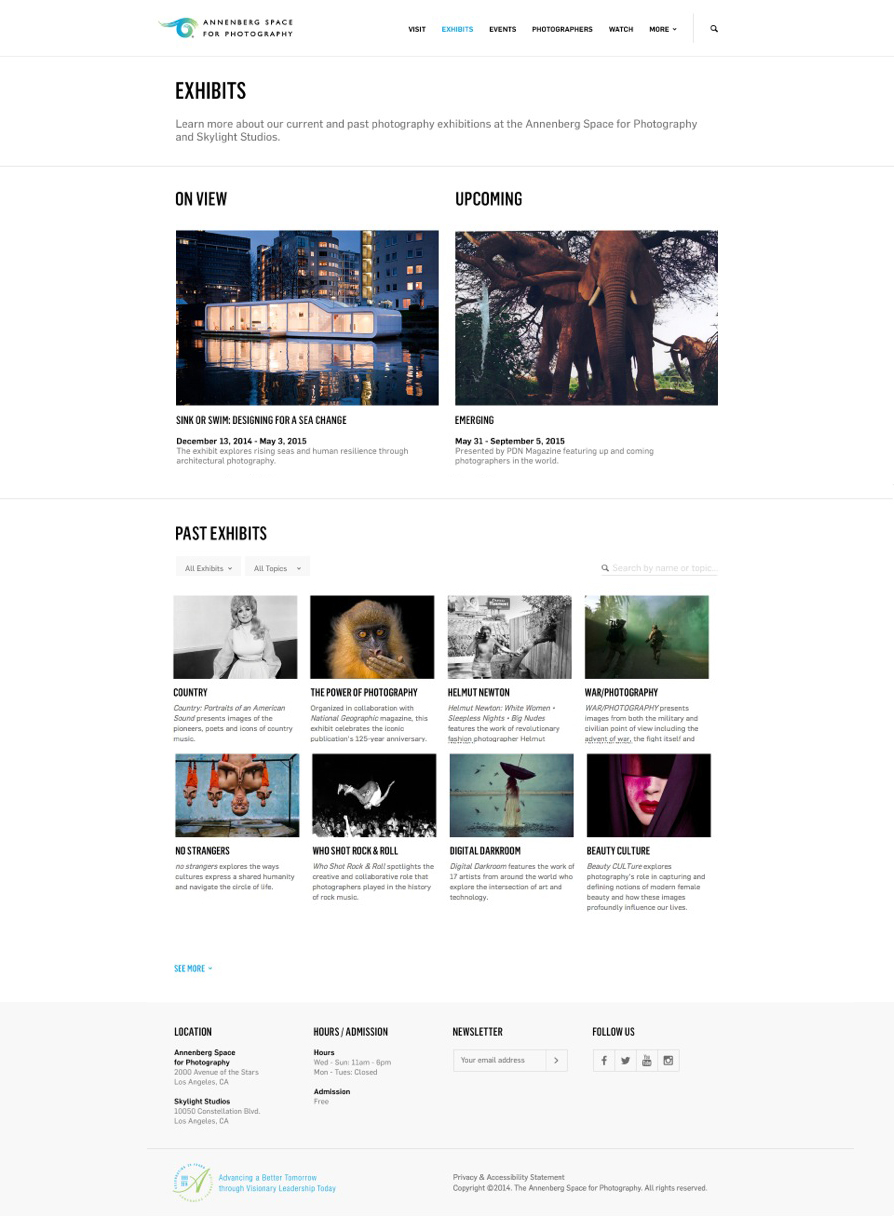 ANNENBERG SPACE
FOR PHOTOGRAPHY
VISIT
EXHIBITS
EVENTS
PHOTOGRAPHERS
WATCH
MORE
EXHIBITS
Learn more about our current and past photography exhibitions at the Annenberg Space for Photography
and Skylight Studios.
ON VIEW
SINK OR SWIM: DESIGNING FOR A SEA CHANGE
December 13, 2014 - May 3, 2015
The exhibit explores rising seas and human resilience through
architectural photography.
UPCOMING
EMERGING
May 31 - September 5, 2015
Presented by PDN Magazine featuring up and coming
photographers in the world.
PAST EXHIBITS
All Exhibits
All Topics
Search by name or topic...
COUNTRY
Country: Portraits of an American
Sound presents images of the
pioneers, poets and icons of country
music.
THE POWER OF PHOTOGRAPHY
Organized in collaboration with
National Geographic magazine, this
exhibit celebrates the iconic
publication's 125-year anniversary.
HELMUT NEWTON
Helmut Newton: White Women •
Sleepless Nights • Big Nudes
features the work of revolutionary
fashion photographer Helmut
WAR/PHOTOGRAPHY
WAR/PHOTOGRAPHY presents
images from both the military and
civilian point of view including the
advent of war, the fight itself and
NO STRANGERS
no strangers explores the ways
cultures express a shared humanity
and navigate the circle of life.
WHO SHOT ROCK & ROLL
Who Shot Rock & Roll spotlights the
creative and collaborative role that
photographers played in the history
of rock music.
DIGITAL DARKROOM
Digital Darkroom features the work of
17 artists from around the world who
explore the intersection of art and
technology.
BEAUTY CULTURE
Beauty CULTure explores
photography's role in capturing and
defining notions of modern female
beauty and how these images
profoundly influence our lives.
SEE MORE
LOCATION
Annenberg Space
for Photography
2000 Avenue of the Stars
Los Angeles, CA
Skylight Studios
10050 Constellation Blvd.
Los Angeles, CA
HOURS / ADMISSION
Hours
Wed - Sun: 11am - 6pm
Mon - Tues: Closed
Admission
Free
NEWSLETTER
Your email address
FOLLOW US
Advancing a Better Tomorrow
through Visionary Leadership Today
Privacy & Accessibility Statement
Copyright ©2014. The Annenberg Space for Photography. All rights reserved.